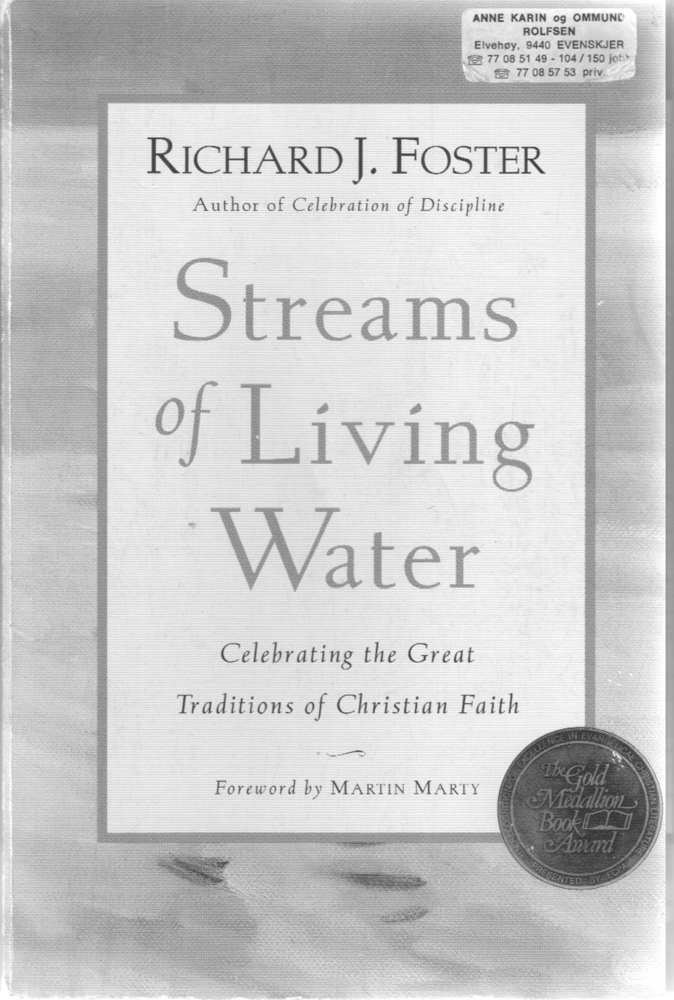 ANNE KARIN og OMMUND
ROLFSEN
Elvehøy, 9440 EVENSKJER
☏ 77 08 51 49 - 104 / 150 jobb
☏ 77 08 57 53 priv.
RICHARD J. FOSTER
Author of Celebration of Discipline
Streams
of Living
Water
Celebrating the Great
Traditions of Christian Faith
Foreword by MARTIN MARTY
IN RECOGNITION OF EXCELLENCE IN EVANGELICAL CHRISTIAN LITERATURE
The Gold
Medallion
Book
Award
PRESENTED BY ECPA